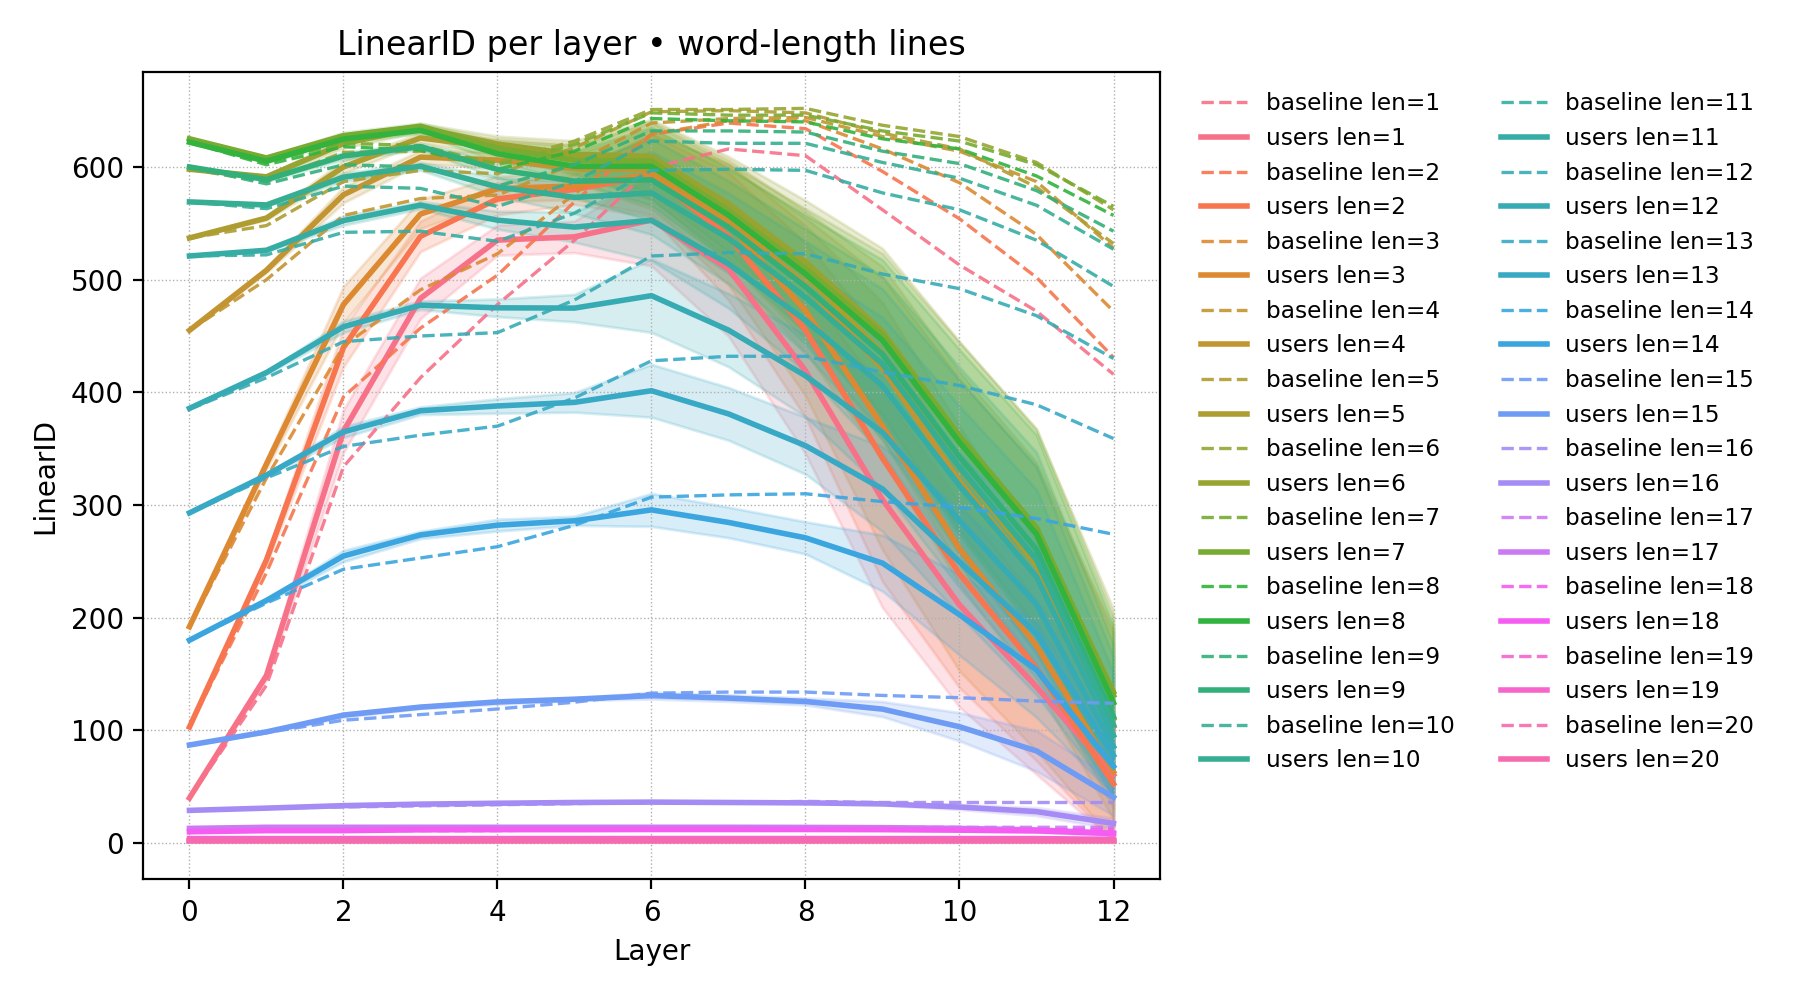 LinearID per layer • word-length lines
LinearID
600
500
400
300
200
100
0
0 2 4 6 8 10 12
Layer
baseline len=1
users len=1
baseline len=2
users len=2
baseline len=3
users len=3
baseline len=4
users len=4
baseline len=5
users len=5
baseline len=6
users len=6
baseline len=7
users len=7
baseline len=8
users len=8
baseline len=9
users len=9
baseline len=10
users len=10
baseline len=11
users len=11
baseline len=12
users len=12
baseline len=13
users len=13
baseline len=14
users len=14
baseline len=15
users len=15
baseline len=16
users len=16
baseline len=17
users len=17
baseline len=18
users len=18
baseline len=19
users len=19
baseline len=20
users len=20